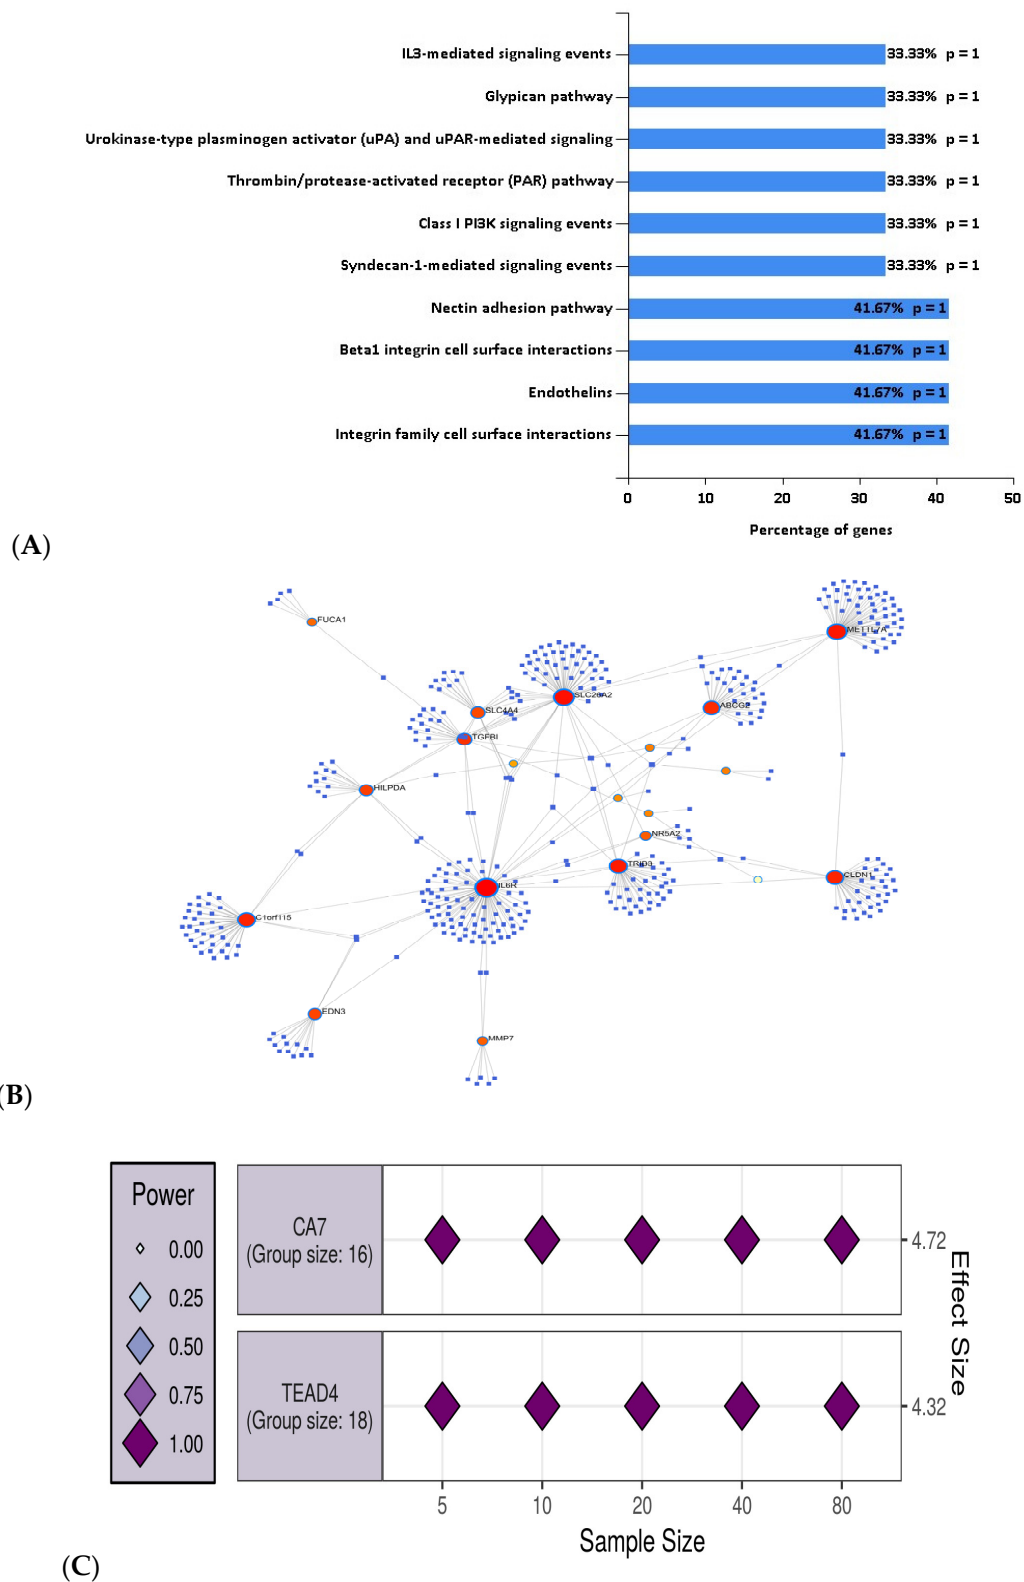 IL3-mediated signaling events 33.33% p = 1
Glypican pathway 33.33% p = 1
Urokinase-type plasminogen activator (uPA) and uPAR-mediated signaling 33.33% p = 1
Thrombin/protease-activated receptor (PAR) pathway 33.33% p = 1
Class I PI3K signaling events 33.33% p = 1
Syndecan-1-mediated signaling events 33.33% p = 1
Nectin adhesion pathway 41.67% p = 1
Beta1 integrin cell surface interactions 41.67% p = 1
Endothelins 41.67% p = 1
Integrin family cell surface interactions 41.67% p = 1
0 10 20 30 40 50
Percentage of genes
(A)
FUCA1
METTL7A
SLC26A2
ABCG2
SLC4A4
TGFBI
HILPDA
NR5A2
IL6R
CLDN1
C1orf115
EDN3
MMP7
(B)
Power
0.00
0.25
0.50
0.75
1.00
CA7
(Group size: 16)
4.72
TEAD4
(Group size: 18)
4.32
Effect Size
5 10 20 40 80
Sample Size
(C)